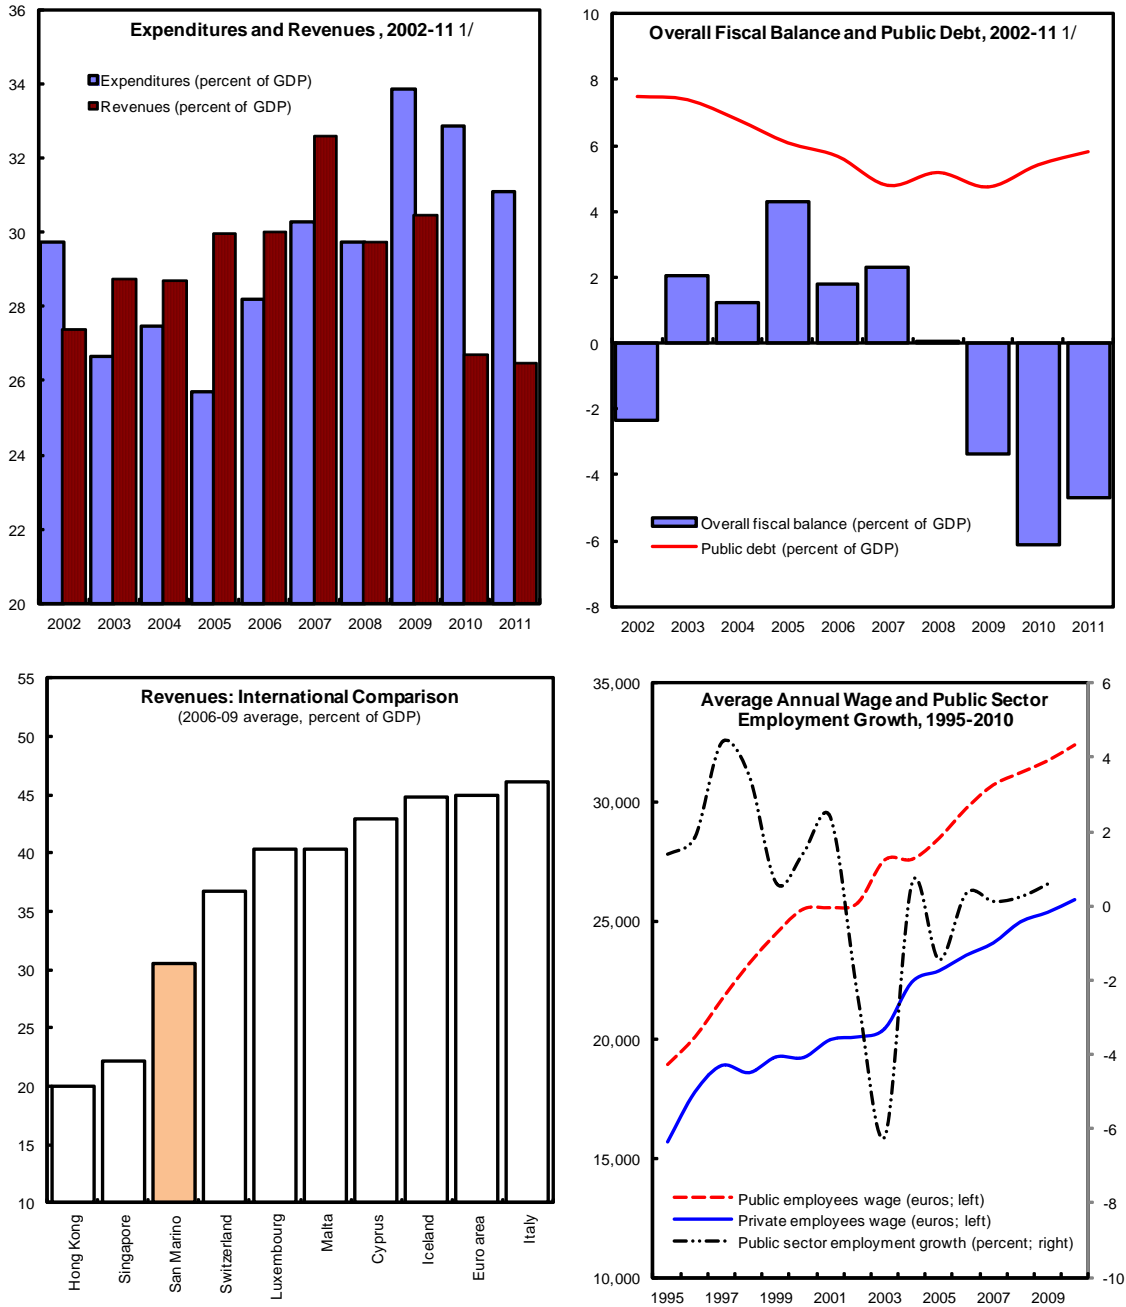 Expenditures and Revenues , 2002-11 1/
Expenditures (percent of GDP)
Revenues (percent of GDP)
36
34
32
30
28
26
24
22
20
2002 2003 2004 2005 2006 2007 2008 2009 2010 2011
Overall Fiscal Balance and Public Debt, 2002-11 1/
10
8
6
4
2
0
-2
-4
-6
-8
Overall fiscal balance (percent of GDP)
Public debt (percent of GDP)
2002 2003 2004 2005 2006 2007 2008 2009 2010 2011
Revenues: International Comparison
(2006-09 average, percent of GDP)
55
50
45
40
35
30
25
20
15
10
Hong Kong
Singapore
San Marino
Switzerland
Luxembourg
Malta
Cyprus
Iceland
Euro area
Italy
Average Annual Wage and Public Sector
Employment Growth, 1995-2010
35,000
30,000
25,000
20,000
15,000
10,000
6
4
2
0
-2
-4
-6
-8
-10
Public employees wage (euros; left)
Private employees wage (euros; left)
Public sector employment growth (percent; right)
1995 1997 1999 2001 2003 2005 2007 2009